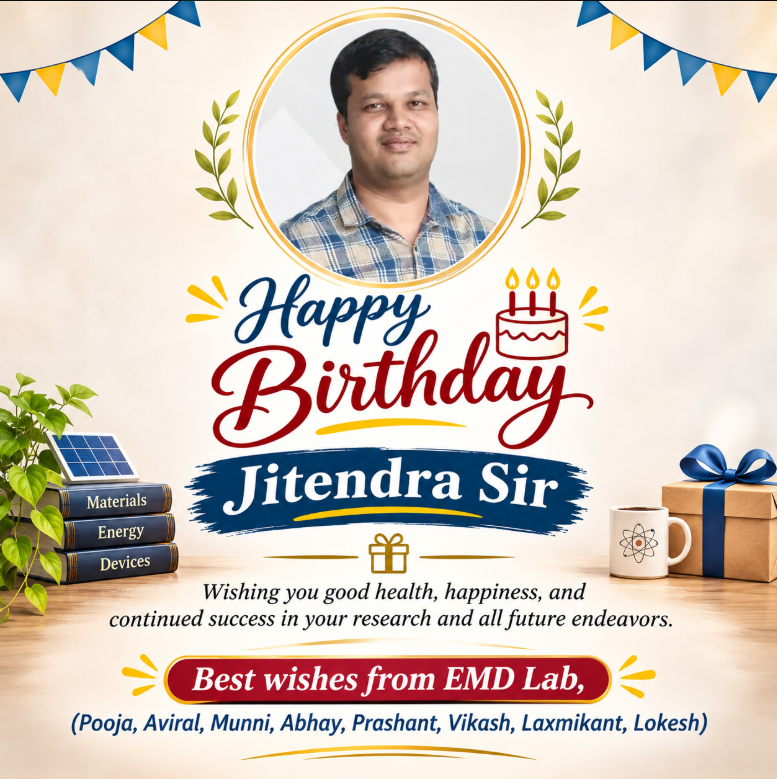 Happy
Birthday
Jitendra Sir
Materials
Energy
Devices
Wishing you good health, happiness, and
continued success in your research and all future endeavors.
Best wishes from EMD Lab,
(Pooja, Aviral, Munni, Abhay, Prashant, Vikash, Laxmikant, Lokesh)